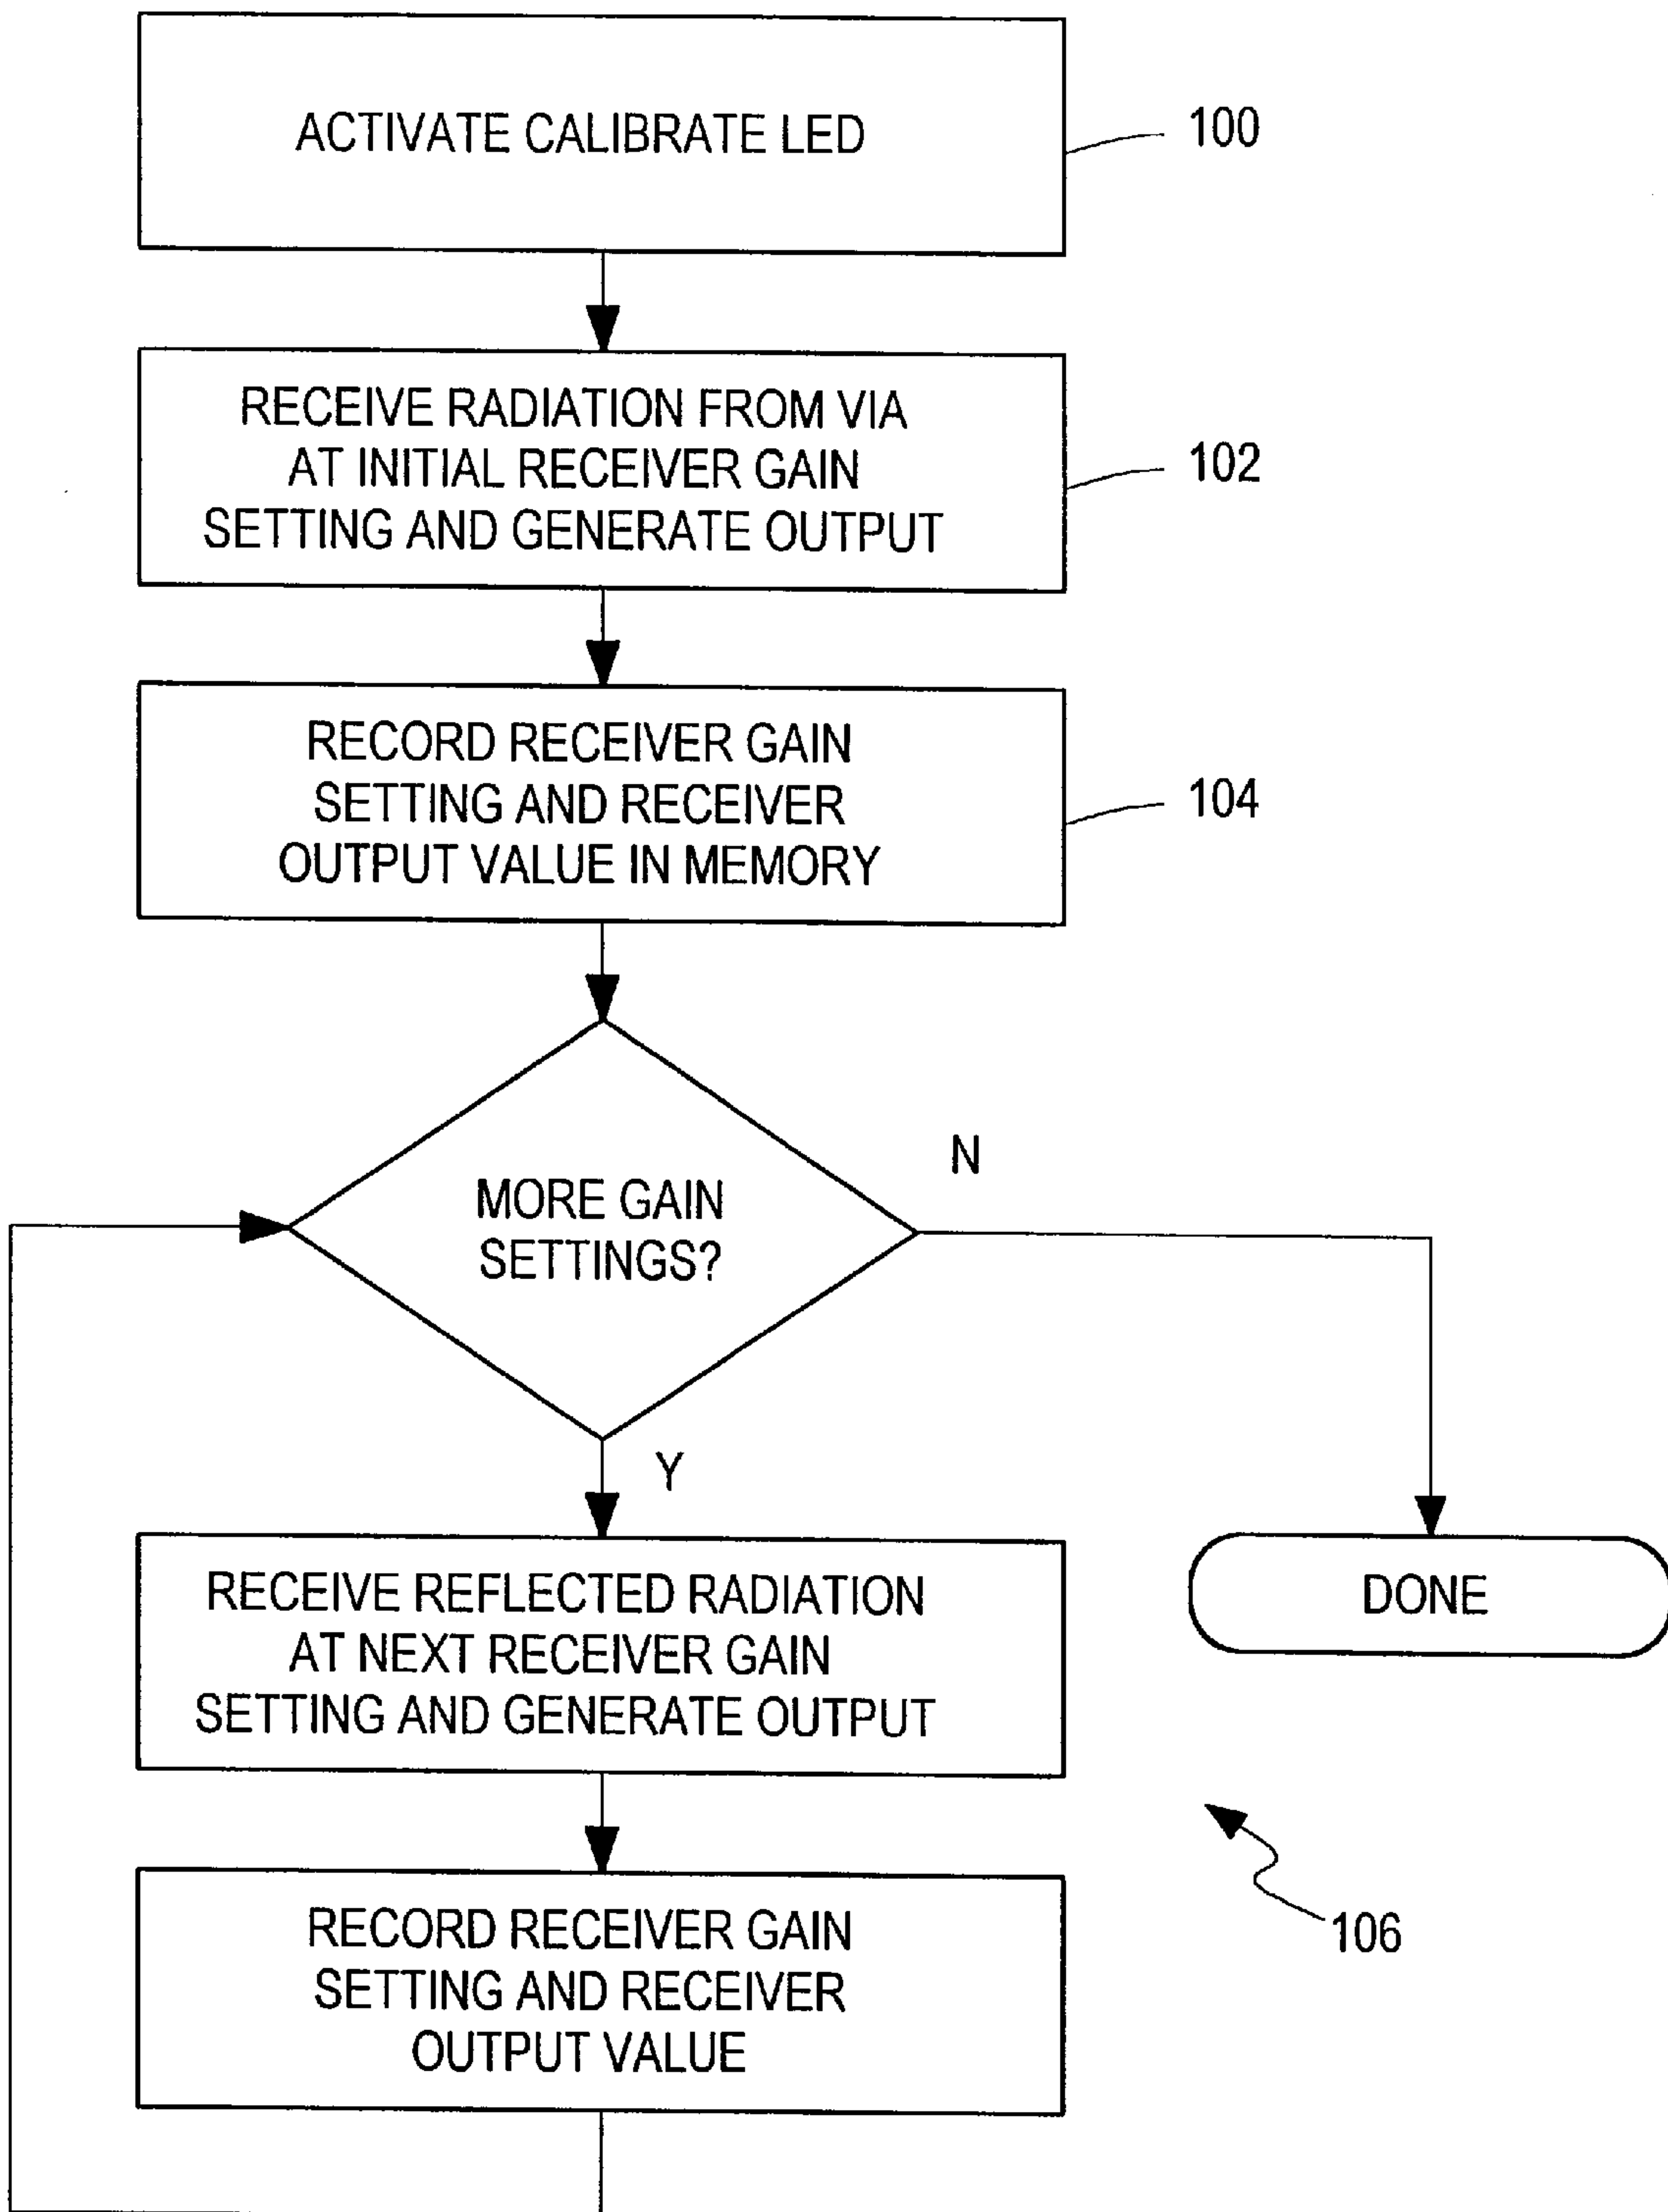 ACTIVATE CALIBRATE LED
100
RECEIVE RADIATION FROM VIA
AT INITIAL RECEIVER GAIN
SETTING AND GENERATE OUTPUT
102
RECORD RECEIVER GAIN
SETTING AND RECEIVER
OUTPUT VALUE IN MEMORY
104
MORE GAIN
SETTINGS?
N
Y
RECEIVE REFLECTED RADIATION
AT NEXT RECEIVER GAIN
SETTING AND GENERATE OUTPUT
DONE
RECORD RECEIVER GAIN
SETTING AND RECEIVER
OUTPUT VALUE
106